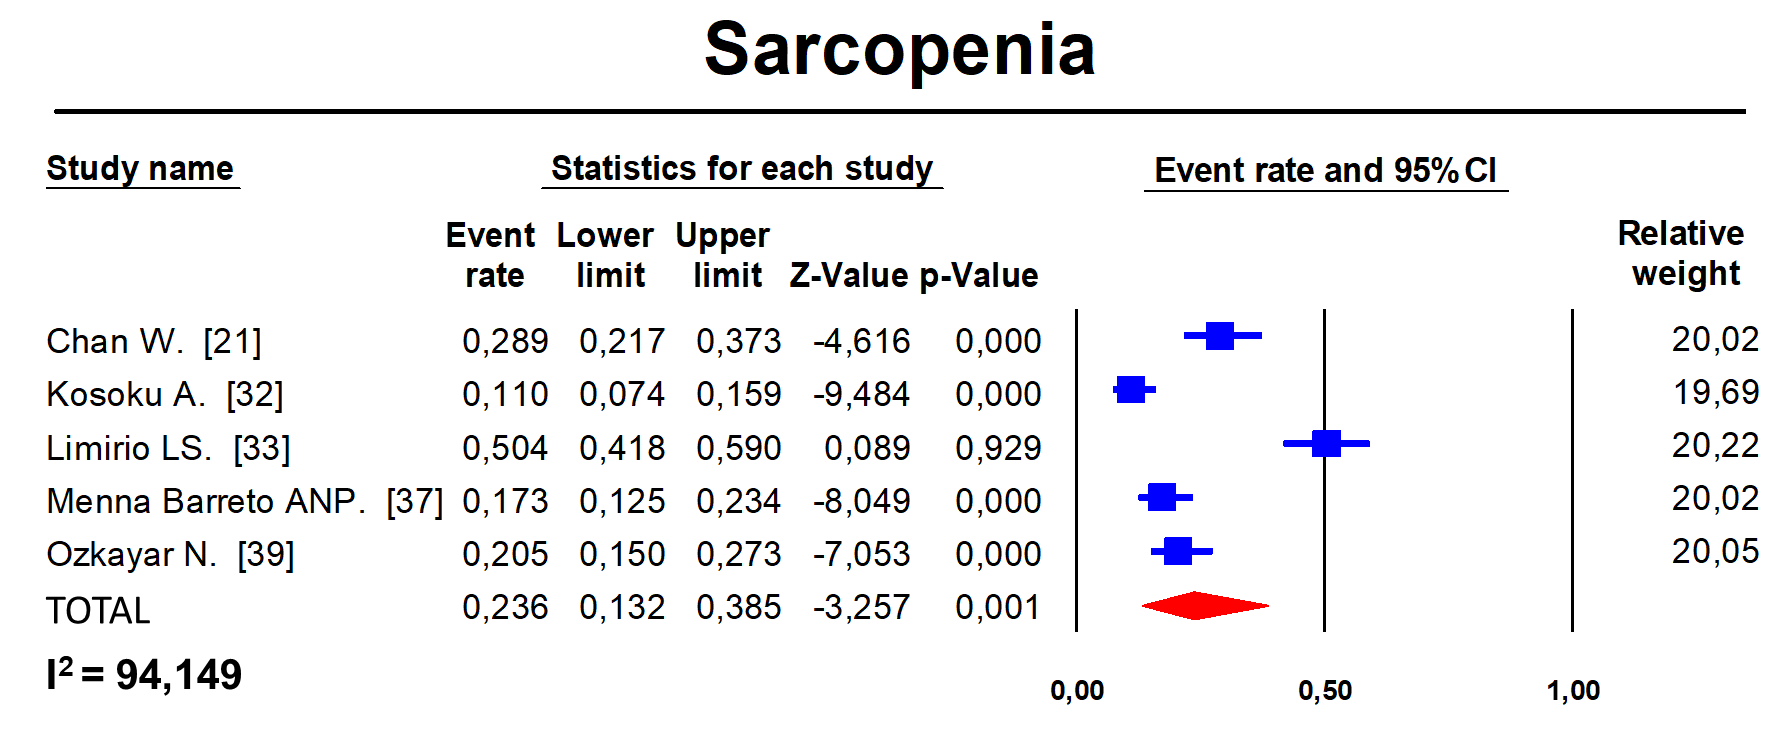 Sarcopenia
Study name Statistics for each study Event rate and 95% CI
Event Lower Upper Relative
rate limit limit Z-Value p-Value weight
Chan W. [21] 0,289 0,217 0,373 -4,616 0,000 20,02
Kosoku A. [32] 0,110 0,074 0,159 -9,484 0,000 19,69
Limirio LS. [33] 0,504 0,418 0,590 0,089 0,929 20,22
Menna Barreto ANP. [37] 0,173 0,125 0,234 -8,049 0,000 20,02
Ozkayar N. [39] 0,205 0,150 0,273 -7,053 0,000 20,05
TOTAL 0,236 0,132 0,385 -3,257 0,001
I² = 94,149
0,00 0,50 1,00